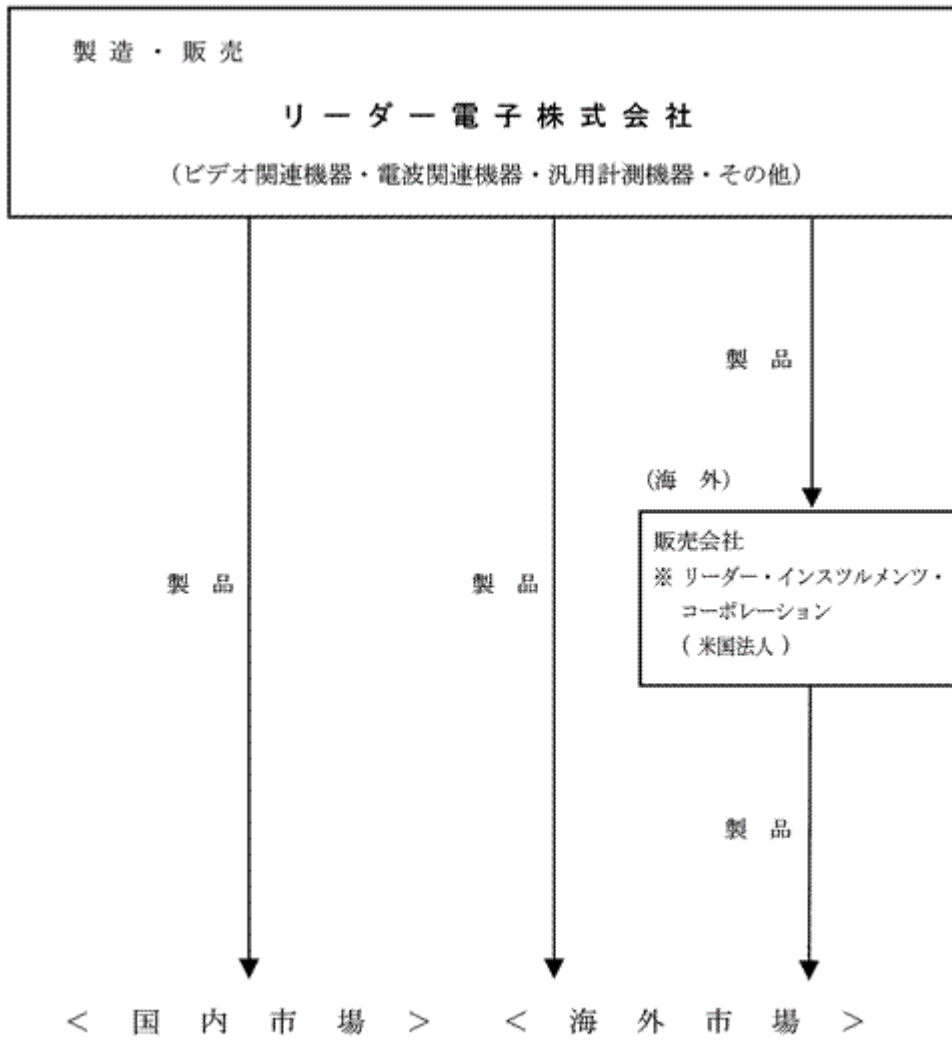 製造・販売
リーダー電子株式会社
（ビデオ関連機器・電波関連機器・汎用計測機器・その他）
製品
（海外）
販売会社
※ リーダー・インスツルメンツ・
コーポレーション
（米国法人）
製品
製品
製品
＜国内市場＞
＜海外市場＞